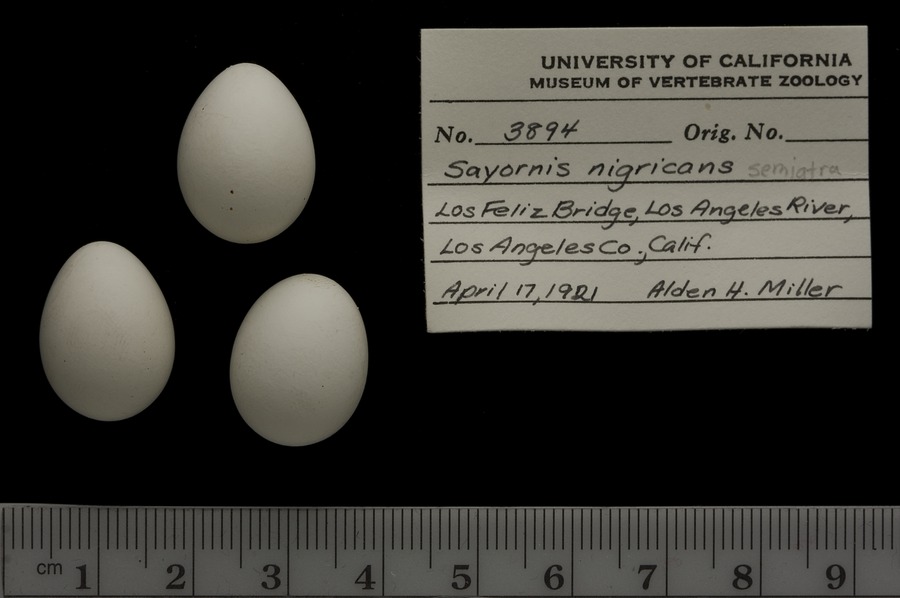 UNIVERSITY OF CALIFORNIA
MUSEUM OF VERTEBRATE ZOOLOGY
No. 3894 Orig. No.
Sayornis nigricans semiatra
Los Feliz Bridge, Los Angeles River,
Los Angeles Co., Calif.
April 17, 1921 Alden H. Miller
cm 1 2 3 4 5 6 7 8 9